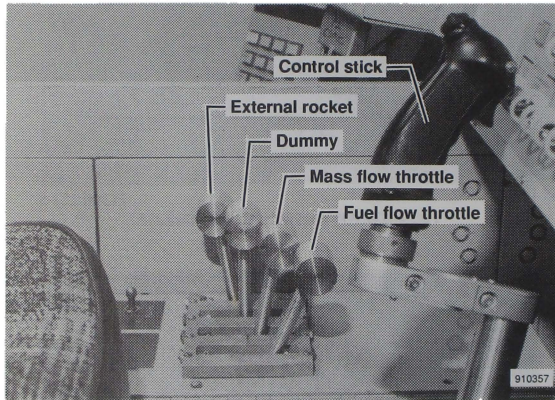 Control stick
External rocket
Dummy
Mass flow throttle
Fuel flow throttle
910357